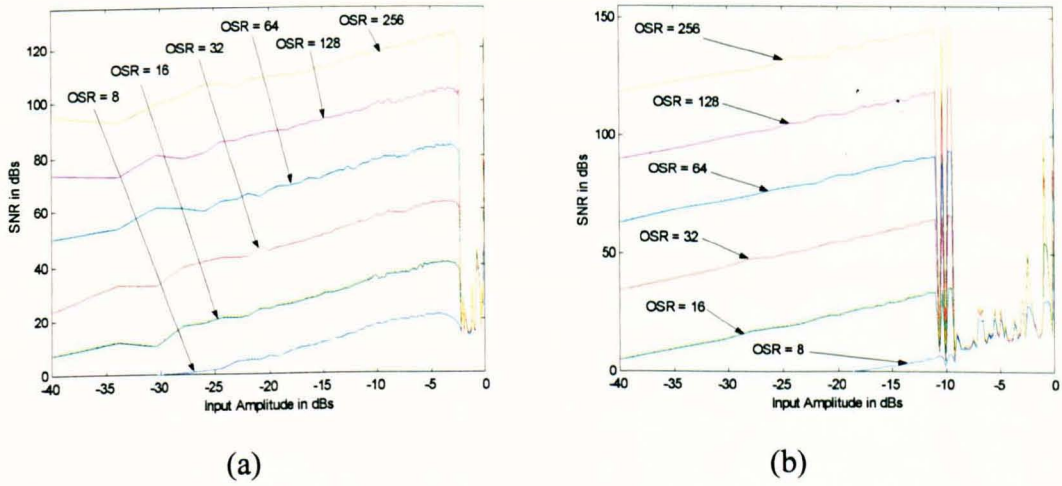 OSR = 64
OSR = 256
OSR = 32
OSR = 128
OSR = 16
OSR = 8
120
100
80
60
40
20
0
SNR in dBs
-40
-35
-30
-25
-20
-15
-10
-5
0
Input Amplitude in dBs
(a)
150
100
50
0
SNR in dBs
OSR = 256
OSR = 128
OSR = 64
OSR = 32
OSR = 16
OSR = 8
-40
-35
-30
-25
-20
-15
-10
-5
0
Input Amplitude in dBs
(b)